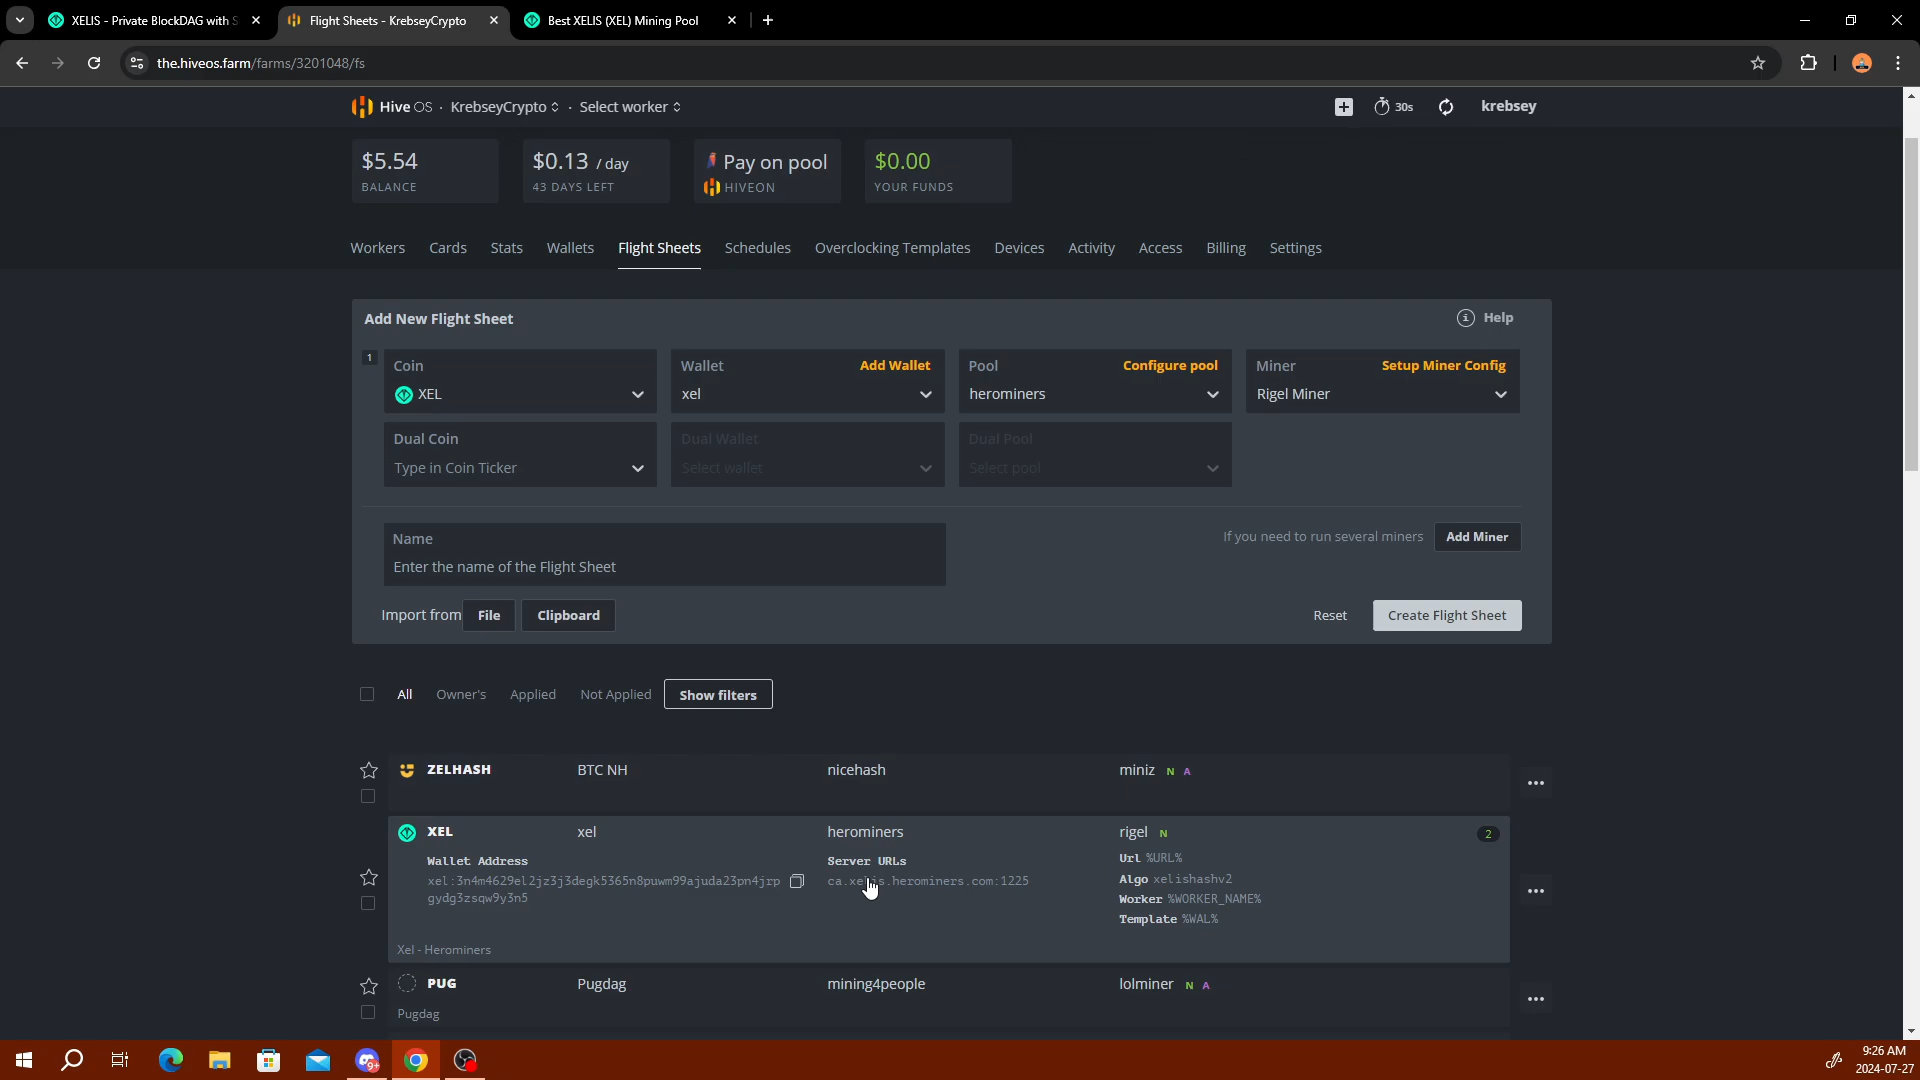 XELIS - Private BlockDAG with S
Flight Sheets - KrebseyCrypto
Best XELIS (XEL) Mining Pool
the.hiveos.farm/farms/3201048/fs
Hive OS · KrebseyCrypto · Select worker
30s
krebsey
$5.54
BALANCE
$0.13 / day
43 DAYS LEFT
Pay on pool
HIVEON
$0.00
YOUR FUNDS
Workers Cards Stats Wallets Flight Sheets Schedules Overclocking Templates Devices Activity Access Billing Settings
Add New Flight Sheet
Help
1
Coin
XEL
Wallet Add Wallet
xel
Pool Configure pool
herominers
Miner Setup Miner Config
Rigel Miner
Dual Coin
Type in Coin Ticker
Dual Wallet
Select wallet
Dual Pool
Select pool
Name
Enter the name of the Flight Sheet
If you need to run several miners Add Miner
Import from File Clipboard
Reset Create Flight Sheet
All Owner's Applied Not Applied Show filters
ZELHASH BTC NH nicehash miniz N A
XEL xel herominers rigel N 2
Wallet Address
xel:3n4m4629el2jz3j3degk5365n8puwm99ajuda23pn4jrp
gydg3zsqw9y3n5
Server URLs
ca.xelis.herominers.com:1225
Url %URL%
Algo xelishashv2
Worker %WORKER_NAME%
Template %WAL%
Xel - Herominers
PUG Pugdag mining4people lolminer N A
Pugdag
9+
9:26 AM
2024-07-27